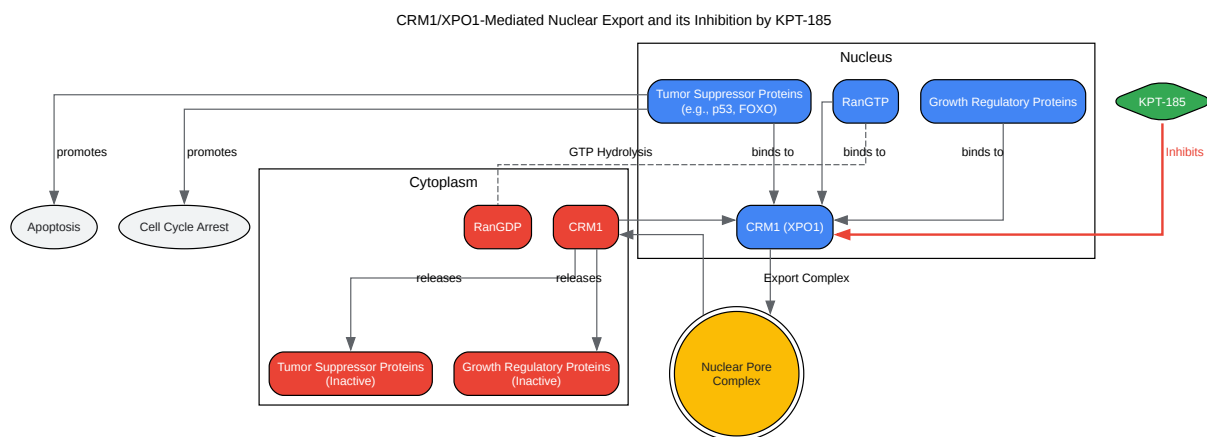 CRM1/XPO1-Mediated Nuclear Export and its Inhibition by KPT-185
Nucleus
Tumor Suppressor Proteins
(e.g., p53, FOXO)
RanGTP
Growth Regulatory Proteins
KPT-185
promotes
promotes
GTP Hydrolysis
binds to
binds to
binds to
Inhibits
Cytoplasm
Apoptosis
Cell Cycle Arrest
RanGDP
CRM1
CRM1 (XPO1)
releases
releases
Export Complex
Tumor Suppressor Proteins
(Inactive)
Growth Regulatory Proteins
(Inactive)
Nuclear Pore
Complex